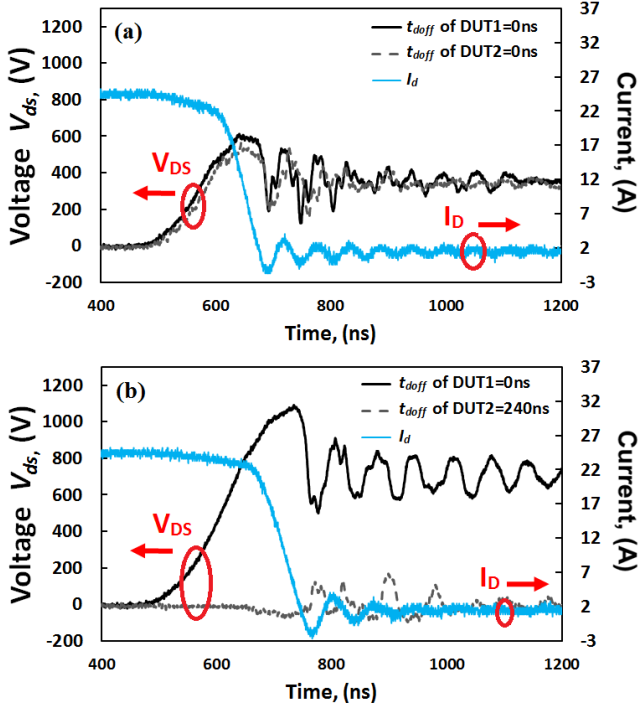 (a)
t_doff of DUT1=0ns
t_doff of DUT2=0ns
I_d
1200
1000
800
600
400
200
0
-200
37
32
27
22
17
12
7
2
-3
V_DS
I_D
Voltage V_ds, (V)
Current, (A)
400 600 800 1000 1200
Time, (ns)
(b)
t_doff of DUT1=0ns
t_doff of DUT2=240ns
I_d
1200
1000
800
600
400
200
0
-200
37
32
27
22
17
12
7
2
-3
V_DS
I_D
Voltage V_ds, (V)
Current, (A)
400 600 800 1000 1200
Time, (ns)